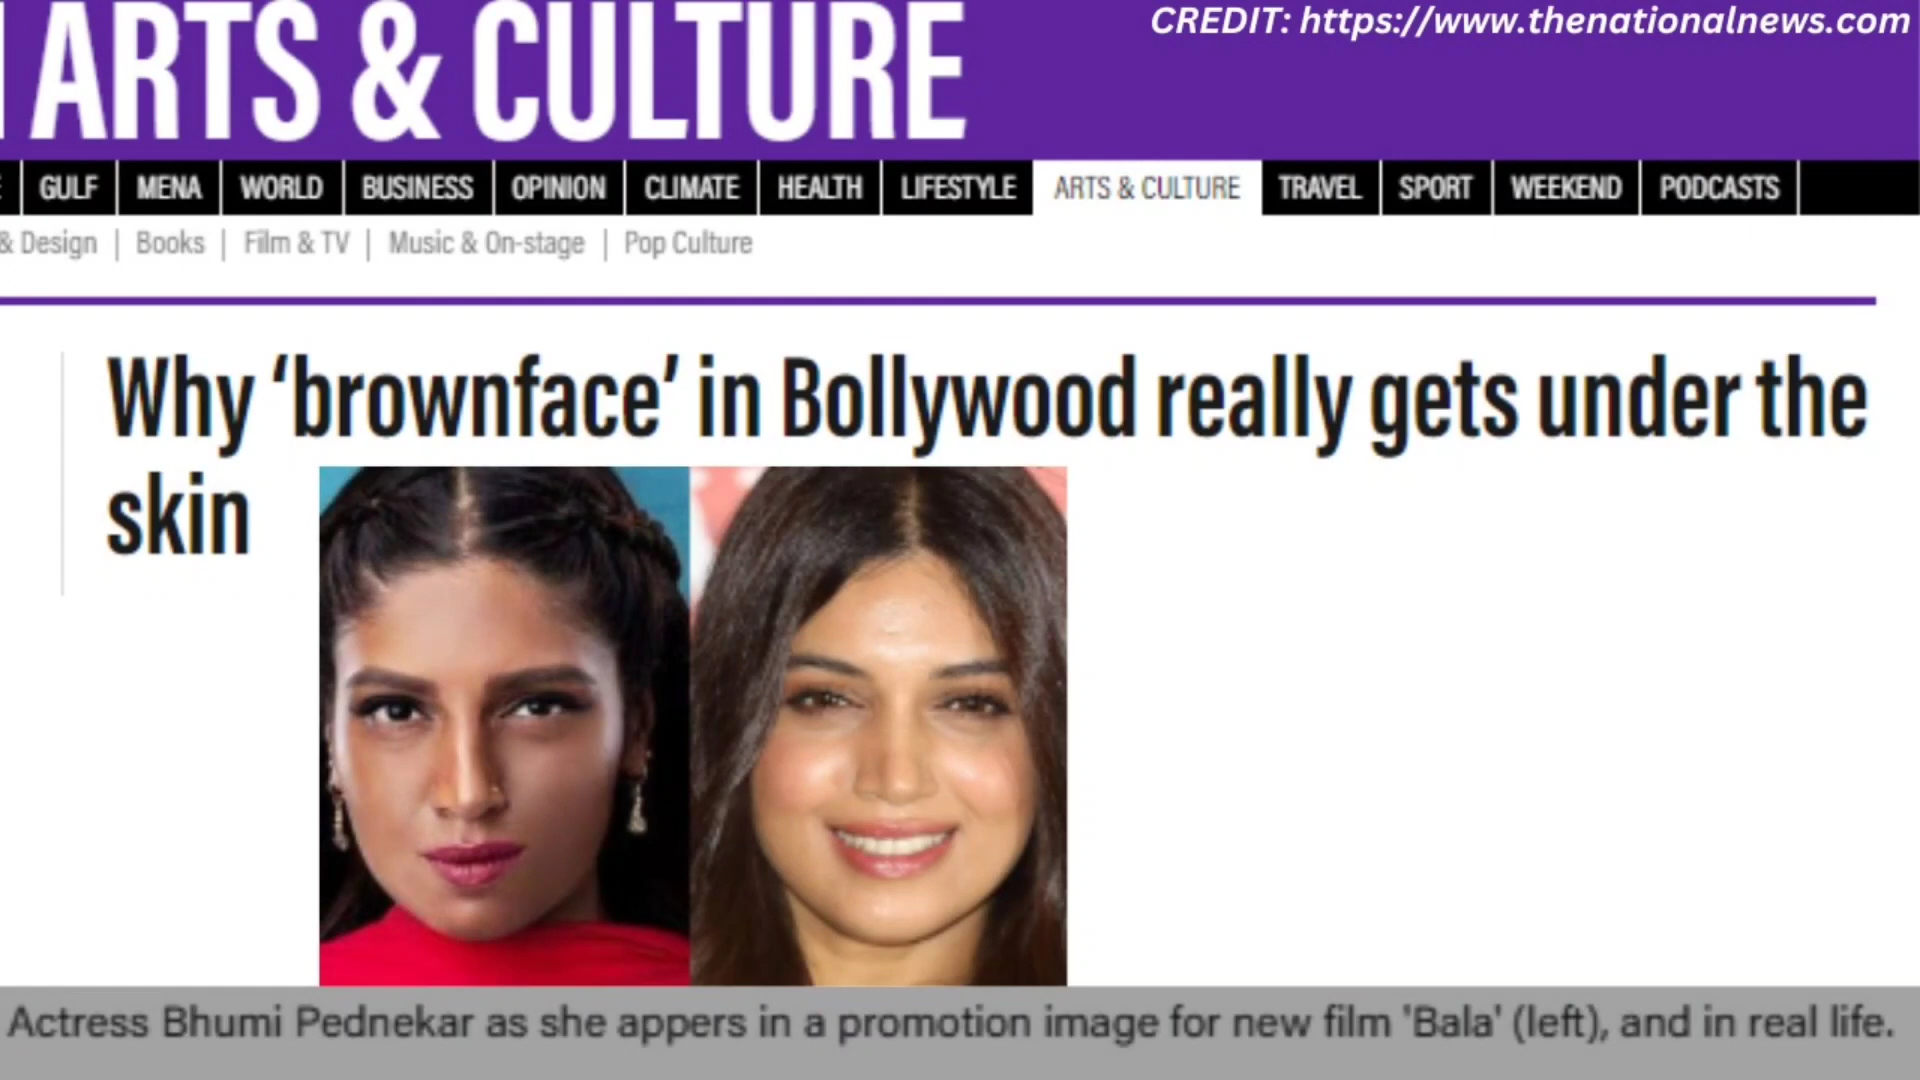 CREDIT: https://www.thenationalnews.com
ARTS & CULTURE
GULF MENA WORLD BUSINESS OPINION CLIMATE HEALTH LIFESTYLE ARTS & CULTURE TRAVEL SPORT WEEKEND PODCASTS
& Design | Books | Film & TV | Music & On-stage | Pop Culture
Why ‘brownface’ in Bollywood really gets under the
skin
Actress Bhumi Pednekar as she appers in a promotion image for new film 'Bala' (left), and in real life.